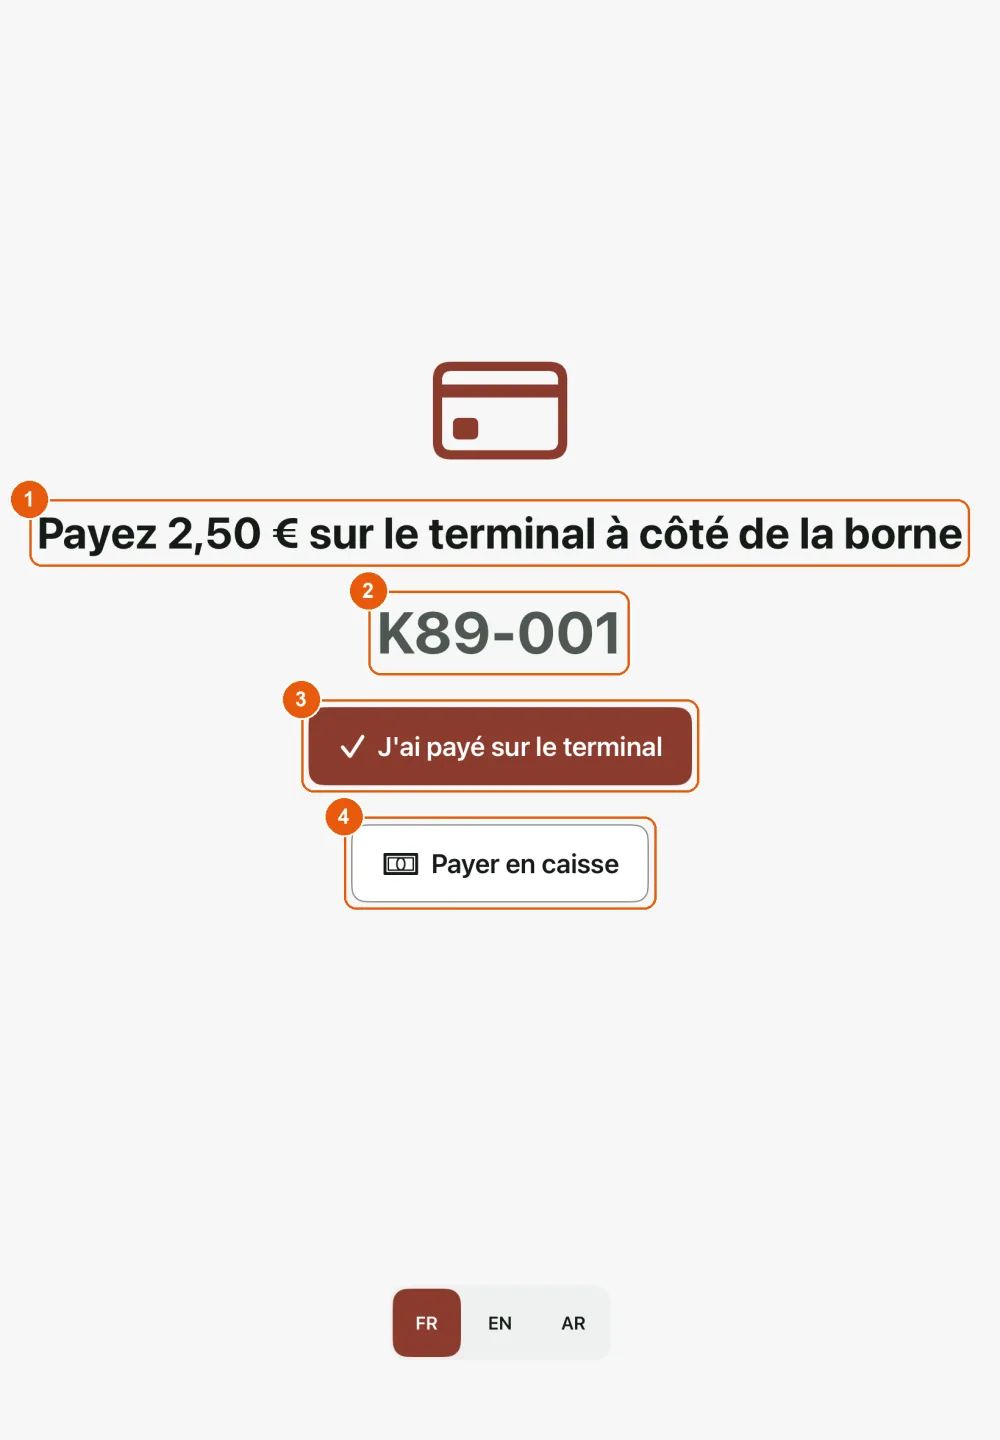 1
Payez 2,50 € sur le terminal à côté de la borne
2
K89-001
3
J'ai payé sur le terminal
4
Payer en caisse
FR EN AR